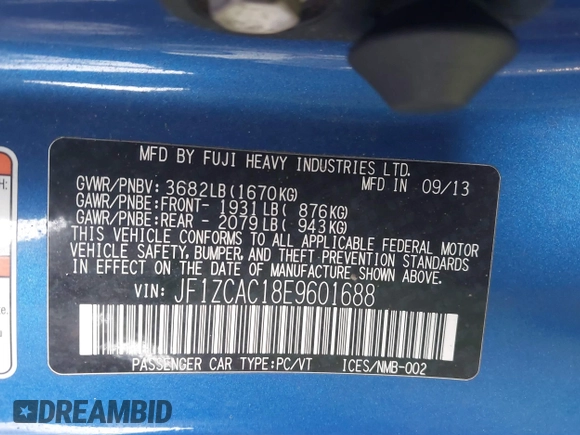 MFD BY FUJI HEAVY INDUSTRIES LTD.
GVWR/PNBV: 3682LB(1670KG) MFD IN 09/13
GAWR/PNBE:FRONT- 1931LB( 876KG)
GAWR/PNBE:REAR - 2079LB( 943KG)
THIS VEHICLE CONFORMS TO ALL APPLICABLE FEDERAL MOTOR
VEHICLE SAFETY, BUMPER, AND THEFT PREVENTION STANDARDS
IN EFFECT ON THE DATE OF MANUFACTURE SHOWN ABOVE.
VIN: JF1ZCAC18E9601688
PASSENGER CAR TYPE:PC/VT ICES/NMB-002
H:
DREAMBID